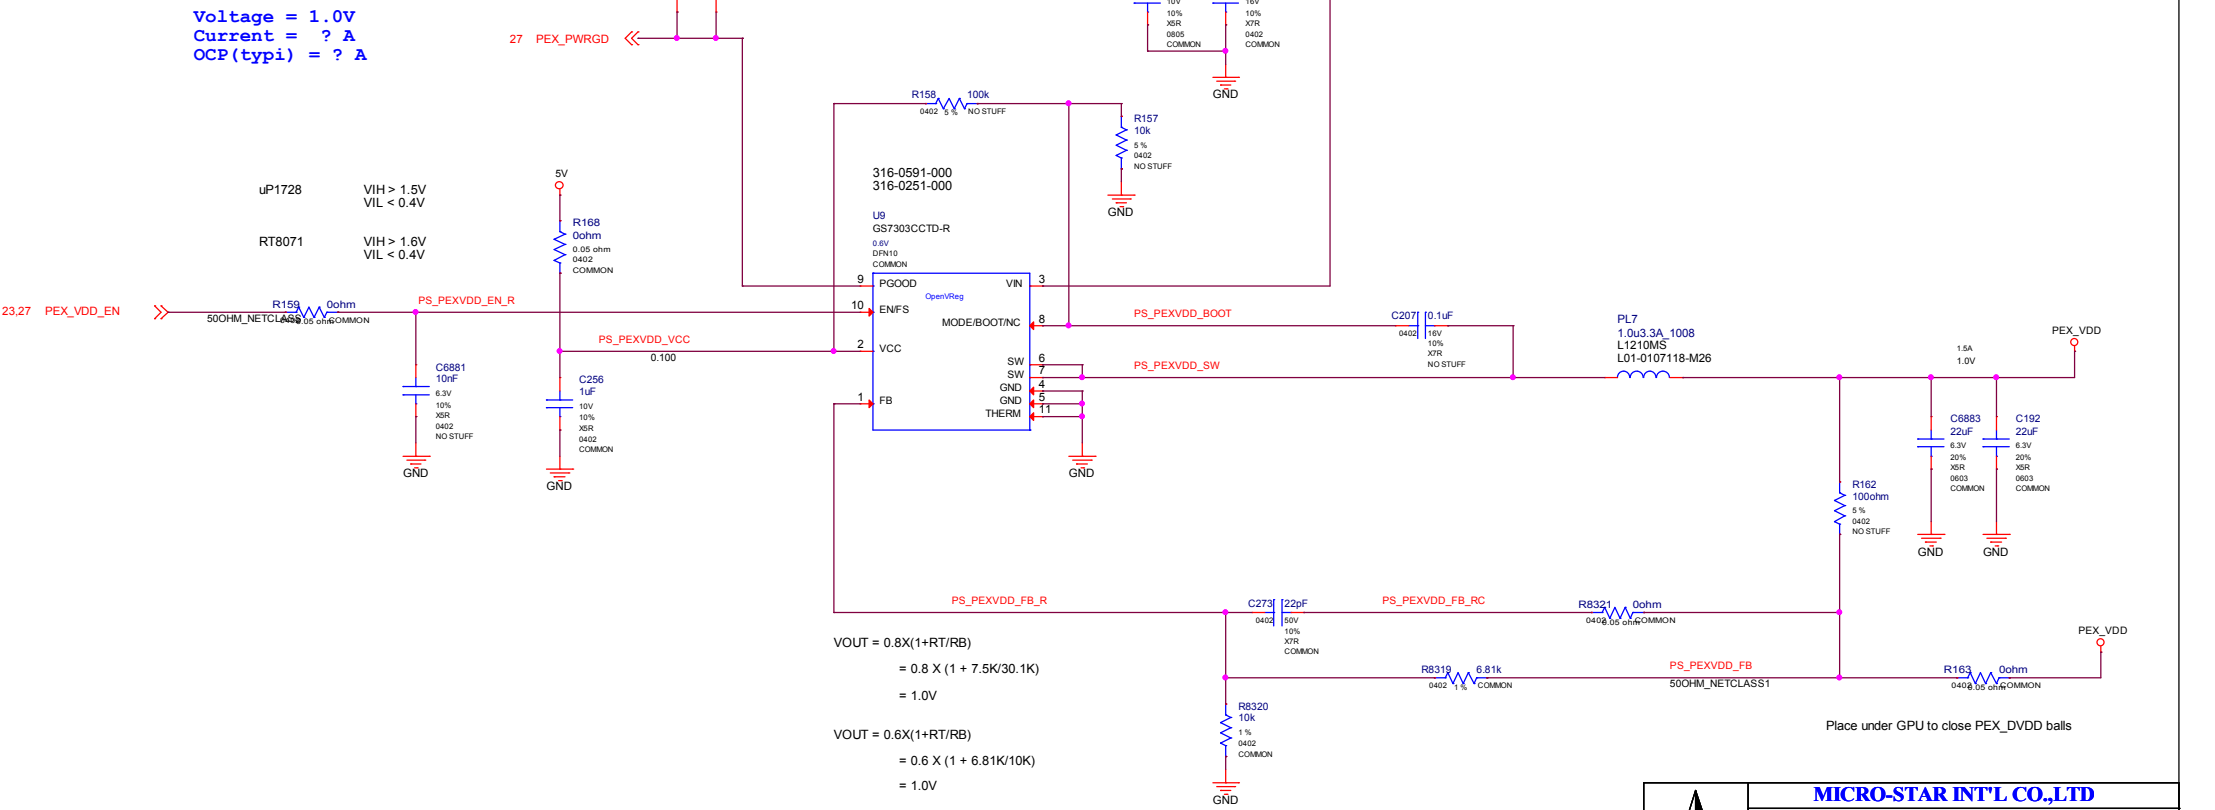 Voltage = 1.0V
Current =  ? A
OCP(typi) = ? A
27 PEX_PWRGD
10V
10%
X5R
0805
COMMON
16V
10%
X7R
0402
COMMON
GND
R158 100k
0402 5 % NO STUFF
R157
10k
5 %
0402
NO STUFF
GND
316-0591-000
316-0251-000
U9
GS7303CCTD-R
0.6V
DFN10
COMMON
uP1728 VIH > 1.5V
VIL < 0.4V
RT8071 VIH > 1.6V
VIL < 0.4V
5V
R168
0ohm
0.05 ohm
0402
COMMON
23,27 PEX_VDD_EN
R159 0ohm
50OHM_NETCLASS
0.05 ohm
COMMON
PS_PEXVDD_EN_R
PS_PEXVDD_VCC
0.100
C6881
10nF
6.3V
10%
X5R
0402
NO STUFF
GND
C256
1uF
10V
10%
X5R
0402
COMMON
GND
9 PGOOD
10 EN/FS
2 VCC
1 FB
OpenVReg
VIN 3
MODE/BOOT/NC 8
SW 6
SW 7
GND 4
GND 5
THERM 11
GND
PS_PEXVDD_BOOT
PS_PEXVDD_SW
C207 0.1uF
0402 16V
10%
X7R
NO STUFF
PL7
1.0u3.3A_1008
L1210MS
L01-0107118-M26
1.5A
1.0V
PEX_VDD
C6883
22uF
6.3V
20%
X5R
0603
COMMON
GND
C192
22uF
6.3V
20%
X5R
0603
COMMON
GND
R162
100ohm
5 %
0402
NO STUFF
PS_PEXVDD_FB_R
C273 22pF
0402 50V
10%
X7R
COMMON
PS_PEXVDD_FB_RC
R8321 0ohm
0402 0.05 ohm COMMON
R8319 6.81k
0402 1 % COMMON
PS_PEXVDD_FB
50OHM_NETCLASS1
R163 0ohm
0402 0.05 ohm COMMON
PEX_VDD
R8320
10k
1 %
0402
COMMON
GND
VOUT = 0.8X(1+RT/RB)
= 0.8 X (1 + 7.5K/30.1K)
= 1.0V
VOUT = 0.6X(1+RT/RB)
= 0.6 X (1 + 6.81K/10K)
= 1.0V
Place under GPU to close PEX_DVDD balls
MICRO-STAR INT'L CO.,LTD